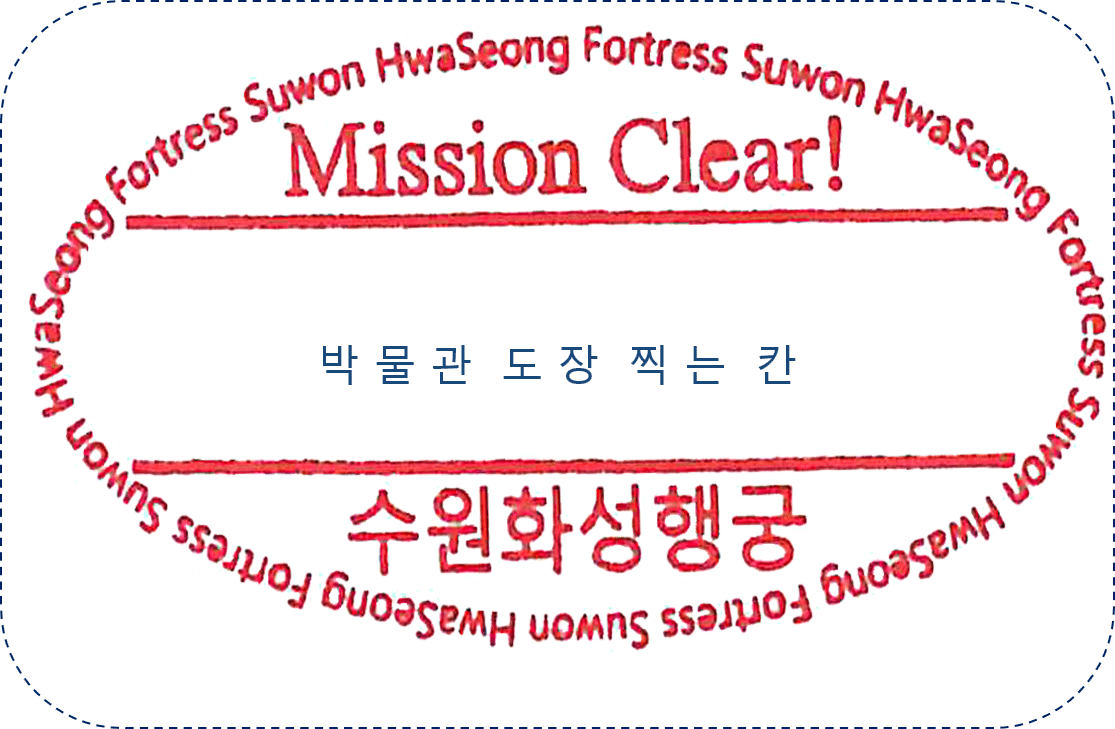 Suwon HwaSeong Fortress Suwon HwaSeong Fortress Suwon HwaSeong Fortress Suwon HwaSeong Fortress Suwon HwaSeong Fortress
Mission Clear!
박물관 도장 찍는 칸
수원화성행궁